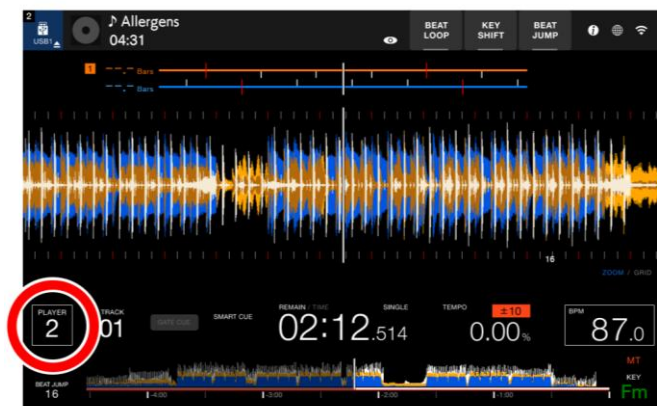 2
USB1
♪ Allergens
04:31
BEAT LOOP
KEY SHIFT
BEAT JUMP
1 --.- Bars
--.- Bars
16
ZOOM / GRID
PLAYER
2
TRACK
01
GATE CUE
SMART CUE
REMAIN / TIME
SINGLE
02:12.514
TEMPO
±10
0.00%
BPM
87.0
MT
KEY
Fm
BEAT JUMP
16
-4:00
-3:00
-2:00
-1:00